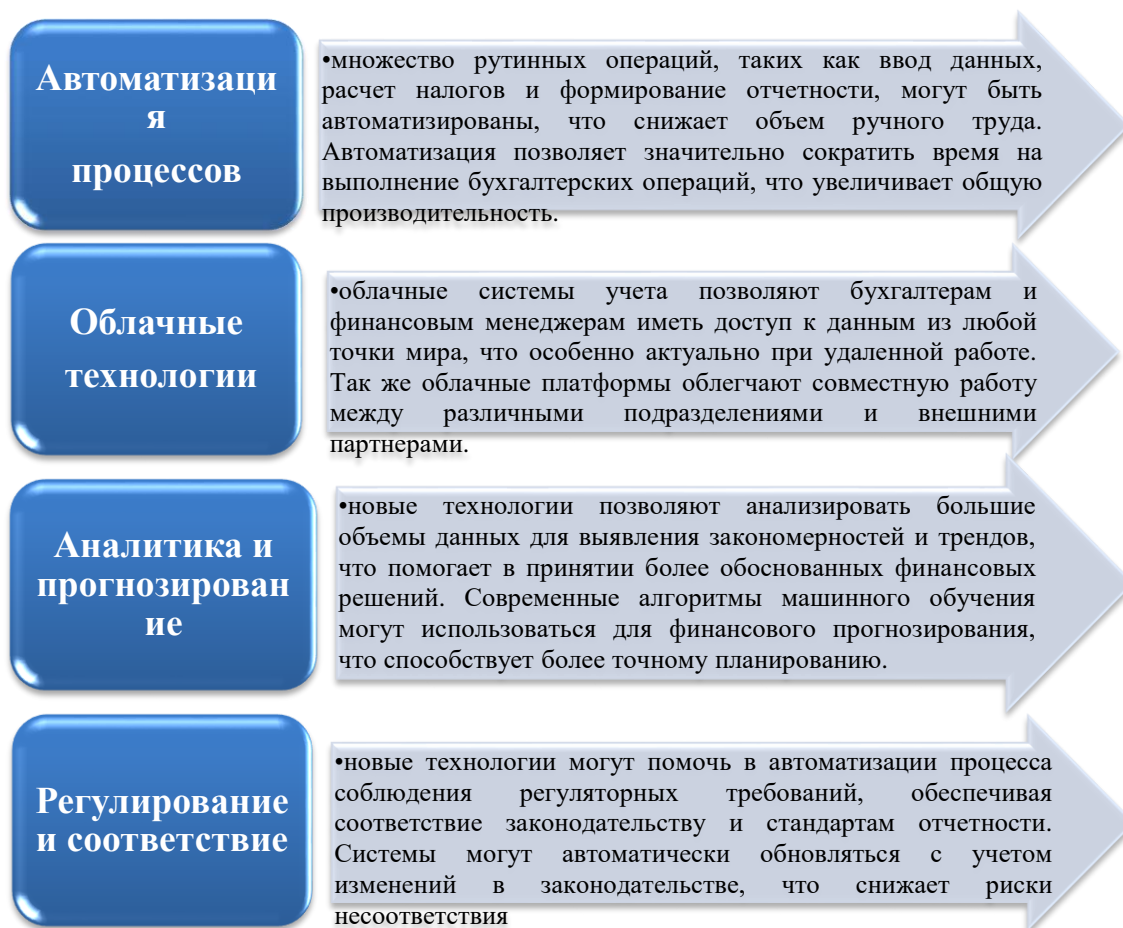 Автоматизаци
я
процессов
•множество рутинных операций, таких как ввод данных,
расчет налогов и формирование отчетности, могут быть
автоматизированы, что снижает объем ручного труда.
Автоматизация позволяет значительно сократить время на
выполнение бухгалтерских операций, что увеличивает общую
производительность.
Облачные
технологии
•облачные системы учета позволяют бухгалтерам и
финансовым менеджерам иметь доступ к данным из любой
точки мира, что особенно актуально при удаленной работе.
Так же облачные платформы облегчают совместную работу
между различными подразделениями и внешними
партнерами.
Аналитика и
прогнозирован
ие
•новые технологии позволяют анализировать большие
объемы данных для выявления закономерностей и трендов,
что помогает в принятии более обоснованных финансовых
решений. Современные алгоритмы машинного обучения
могут использоваться для финансового прогнозирования,
что способствует более точному планированию.
Регулирование
и соответствие
•новые технологии могут помочь в автоматизации процесса
соблюдения регуляторных требований, обеспечивая
соответствие законодательству и стандартам отчетности.
Системы могут автоматически обновляться с учетом
изменений в законодательстве, что снижает риски
несоответствия